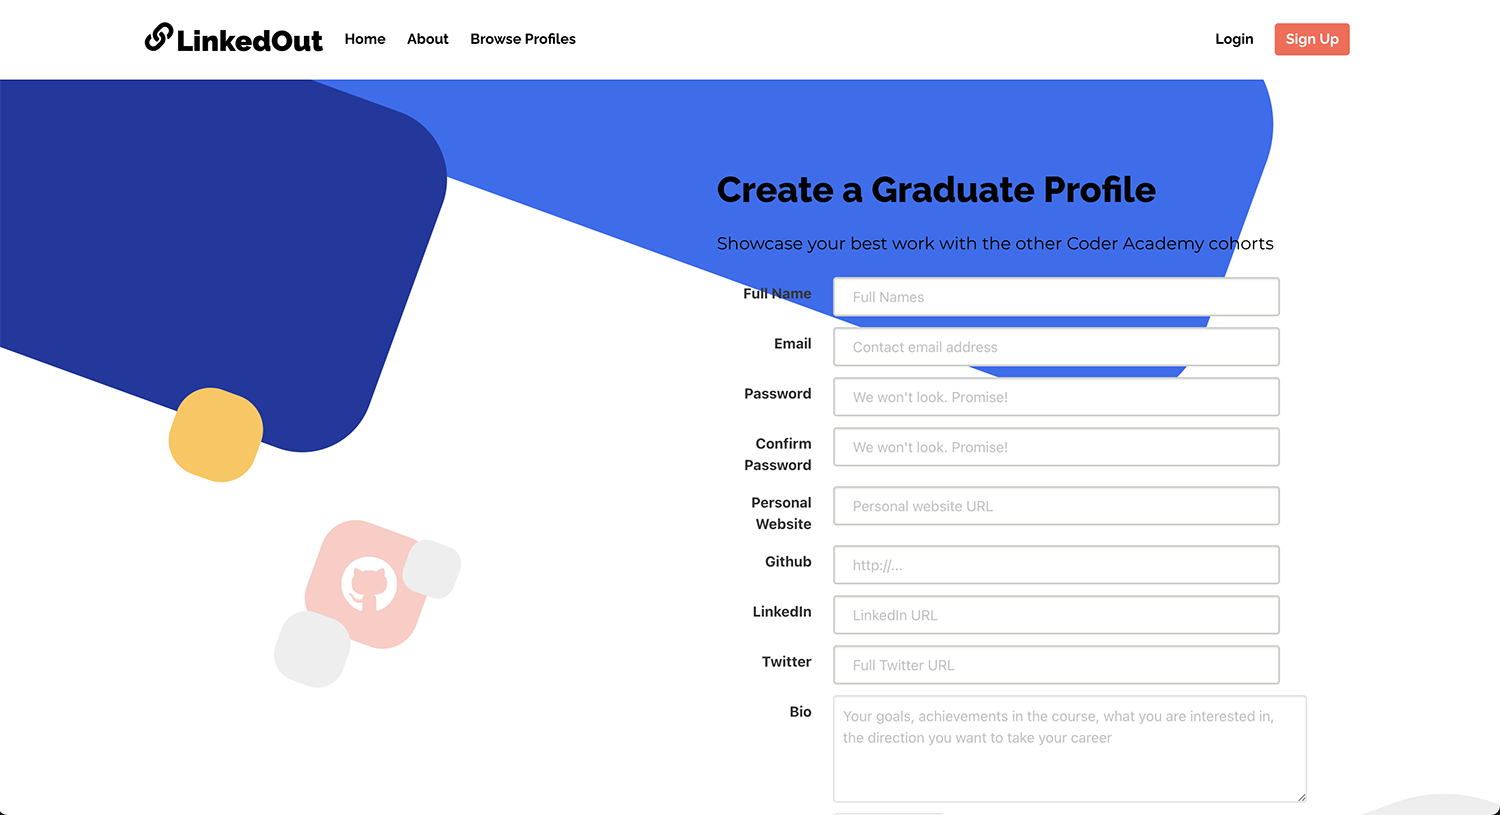 LinkedOut Home About Browse Profiles Login Sign Up
Create a Graduate Profile
Showcase your best work with the other Coder Academy cohorts
Full Name Full Names
Email Contact email address
Password We won't look. Promise!
Confirm
Password
We won't look. Promise!
Personal
Website
Personal website URL
Github http://...
LinkedIn LinkedIn URL
Twitter Full Twitter URL
Bio Your goals, achievements in the course, what you are interested in,
the direction you want to take your career